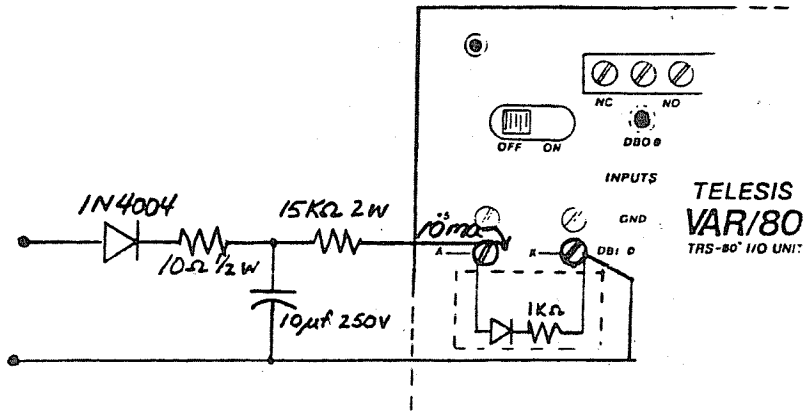 NC NO
DBO 0
OFF ON
INPUTS
TELESIS
VAR/80
TRS-80* I/O UNIT
GND
1N4004
15KΩ 2W
10ma
A K DBI 0
10Ω 1/2W
1KΩ
10µf 250V